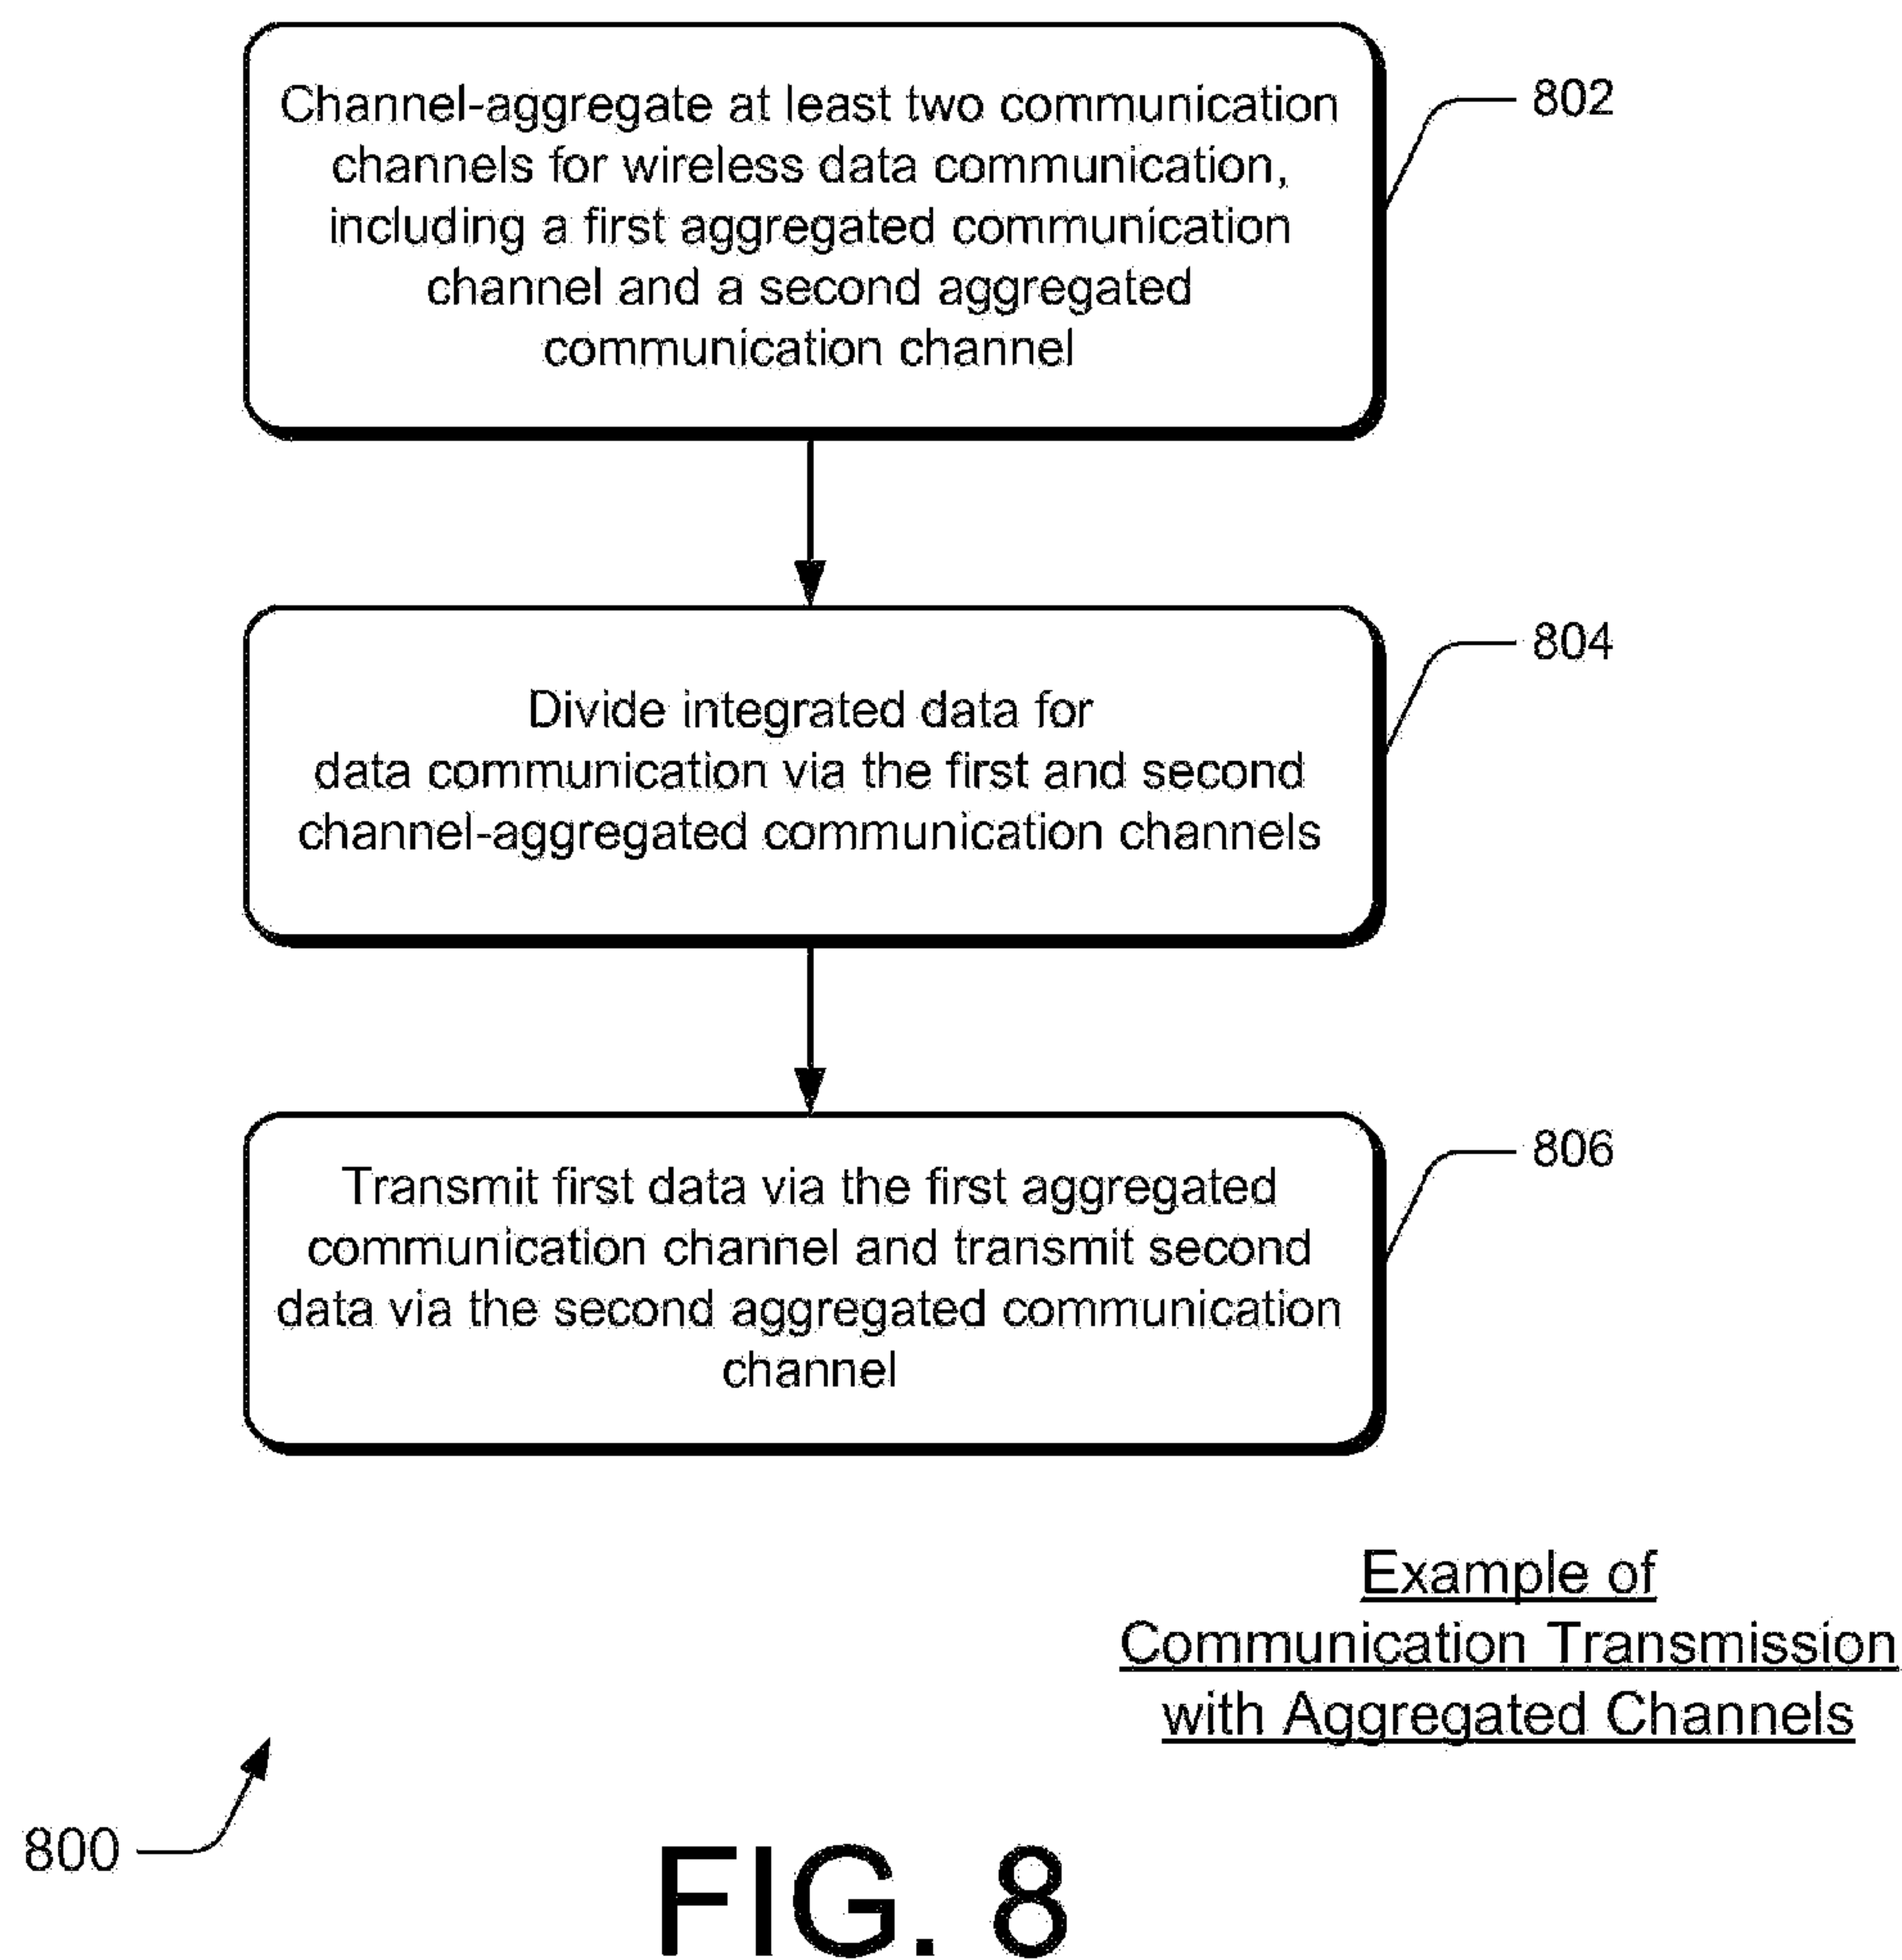 Channel-aggregate at least two communication
channels for wireless data communication,
including a first aggregated communication
channel and a second aggregated
communication channel
802
Divide integrated data for
data communication via the first and second
channel-aggregated communication channels
804
Transmit first data via the first aggregated
communication channel and transmit second
data via the second aggregated communication
channel
806
Example of
Communication Transmission
with Aggregated Channels
800
FIG. 8